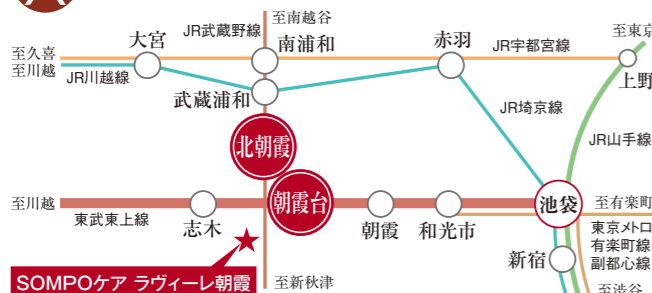 至南越谷
JR武蔵野線
大宮
南浦和
赤羽
JR宇都宮線
至東京
至久喜
至川越
JR川越線
上野
武蔵浦和
JR埼京線
JR山手線
北朝霞
至川越
朝霞台
池袋
至有楽町
東武東上線
志木
朝霞
和光市
東京メトロ
有楽町線
副都心線
新宿
SOMPOケア ラヴィーレ朝霞
至新秋津
至渋谷